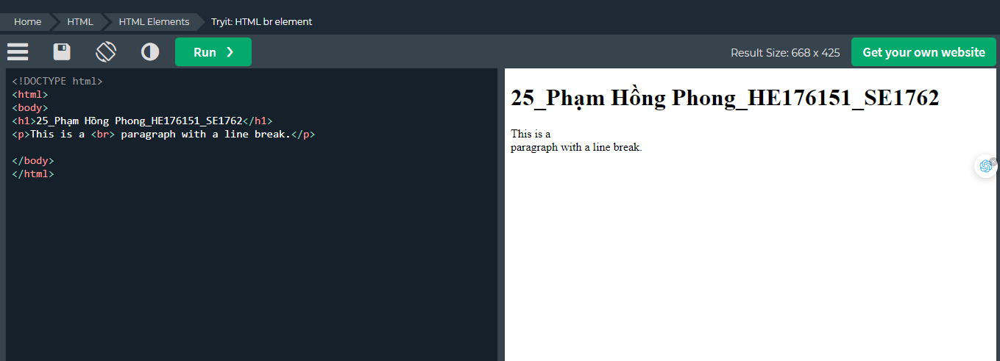 Home HTML HTML Elements Tryit: HTML br element
Run ❯ Result Size: 668 x 425 Get your own website
<!DOCTYPE html>
<html>
<body>
<h1>25_Phạm Hồng Phong_HE176151_SE1762</h1>
<p>This is a <br> paragraph with a line break.</p>
</body>
</html>
25_Phạm Hồng Phong_HE176151_SE1762
This is a
paragraph with a line break.